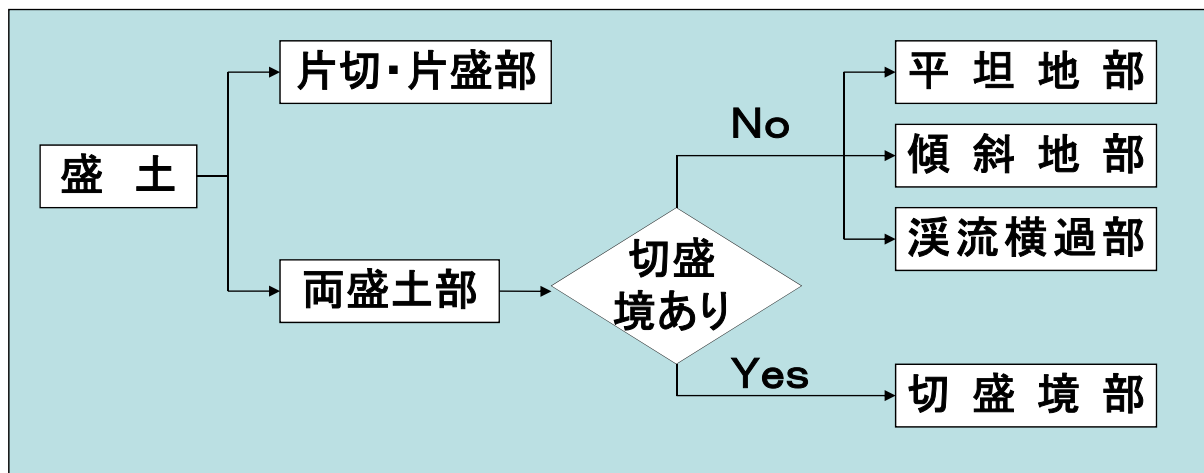 片切・片盛部
盛 土
両盛土部
切盛
境あり
No
Yes
平 坦 地 部
傾 斜 地 部
渓流横過部
切 盛 境 部